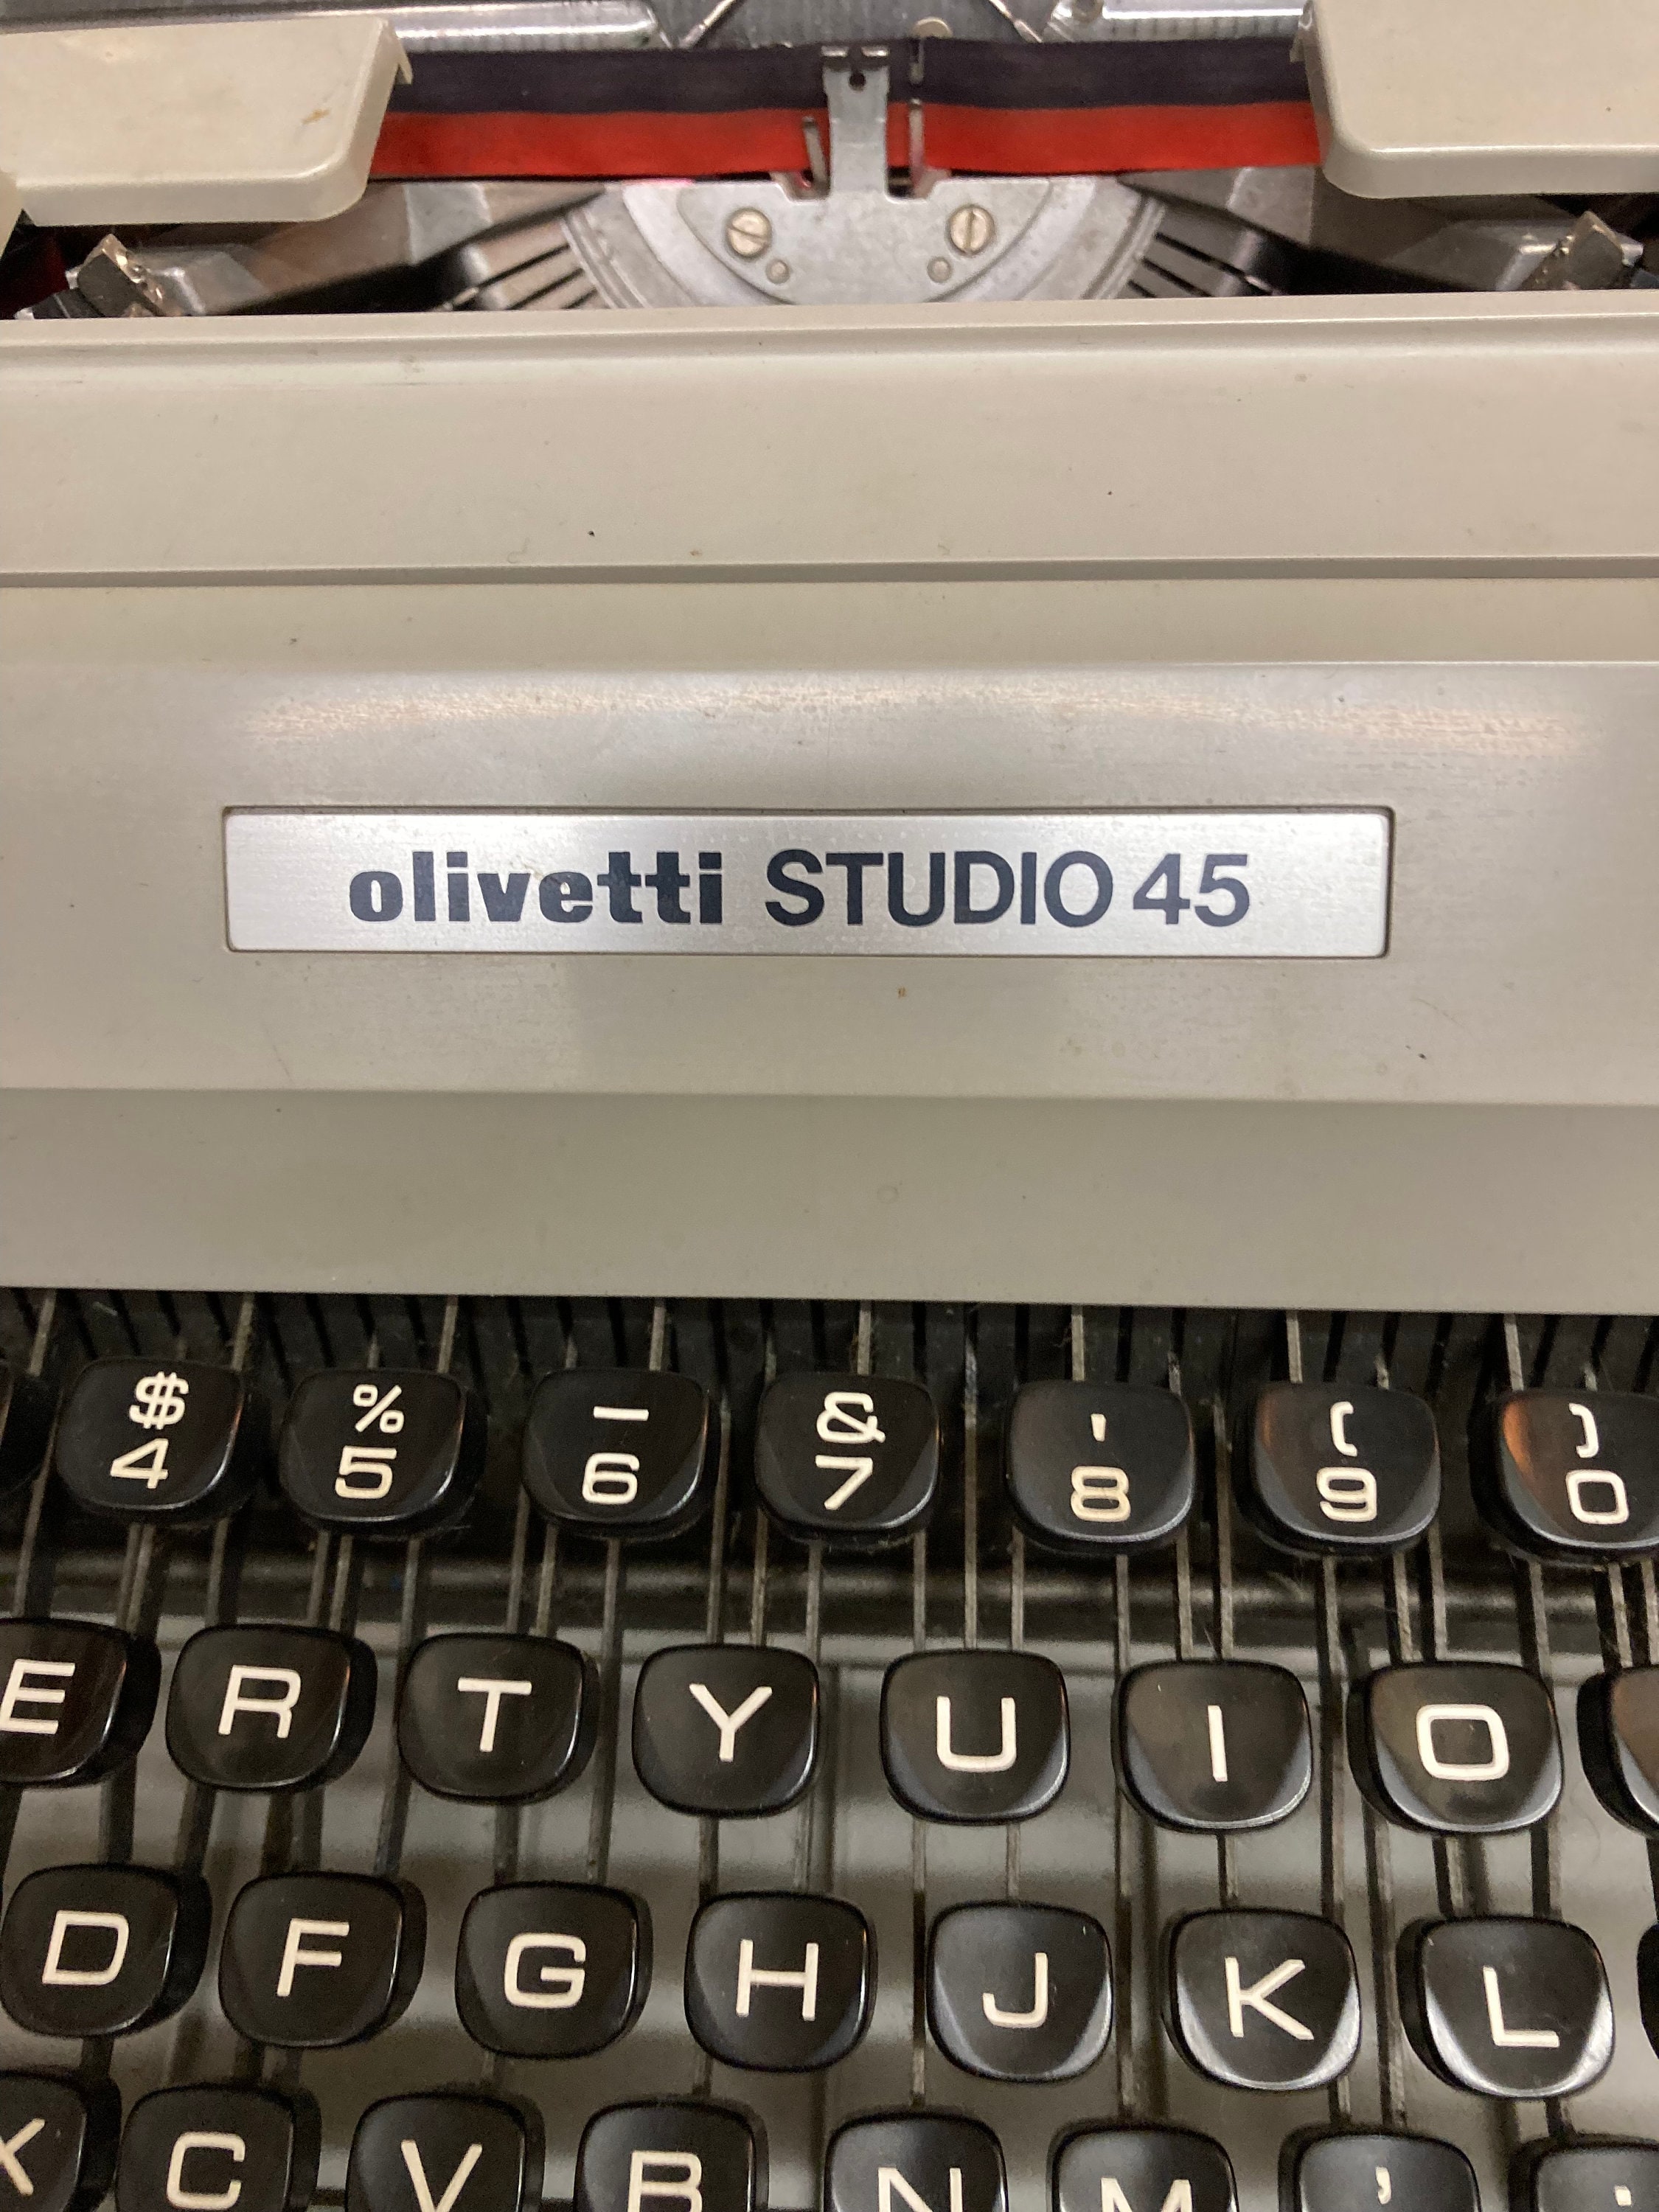 olivetti STUDIO 45
$ % _ & ' ( )
4 5 6 7 8 9 0
E R T Y U I O
D F G H J K L
X C V B N M , .